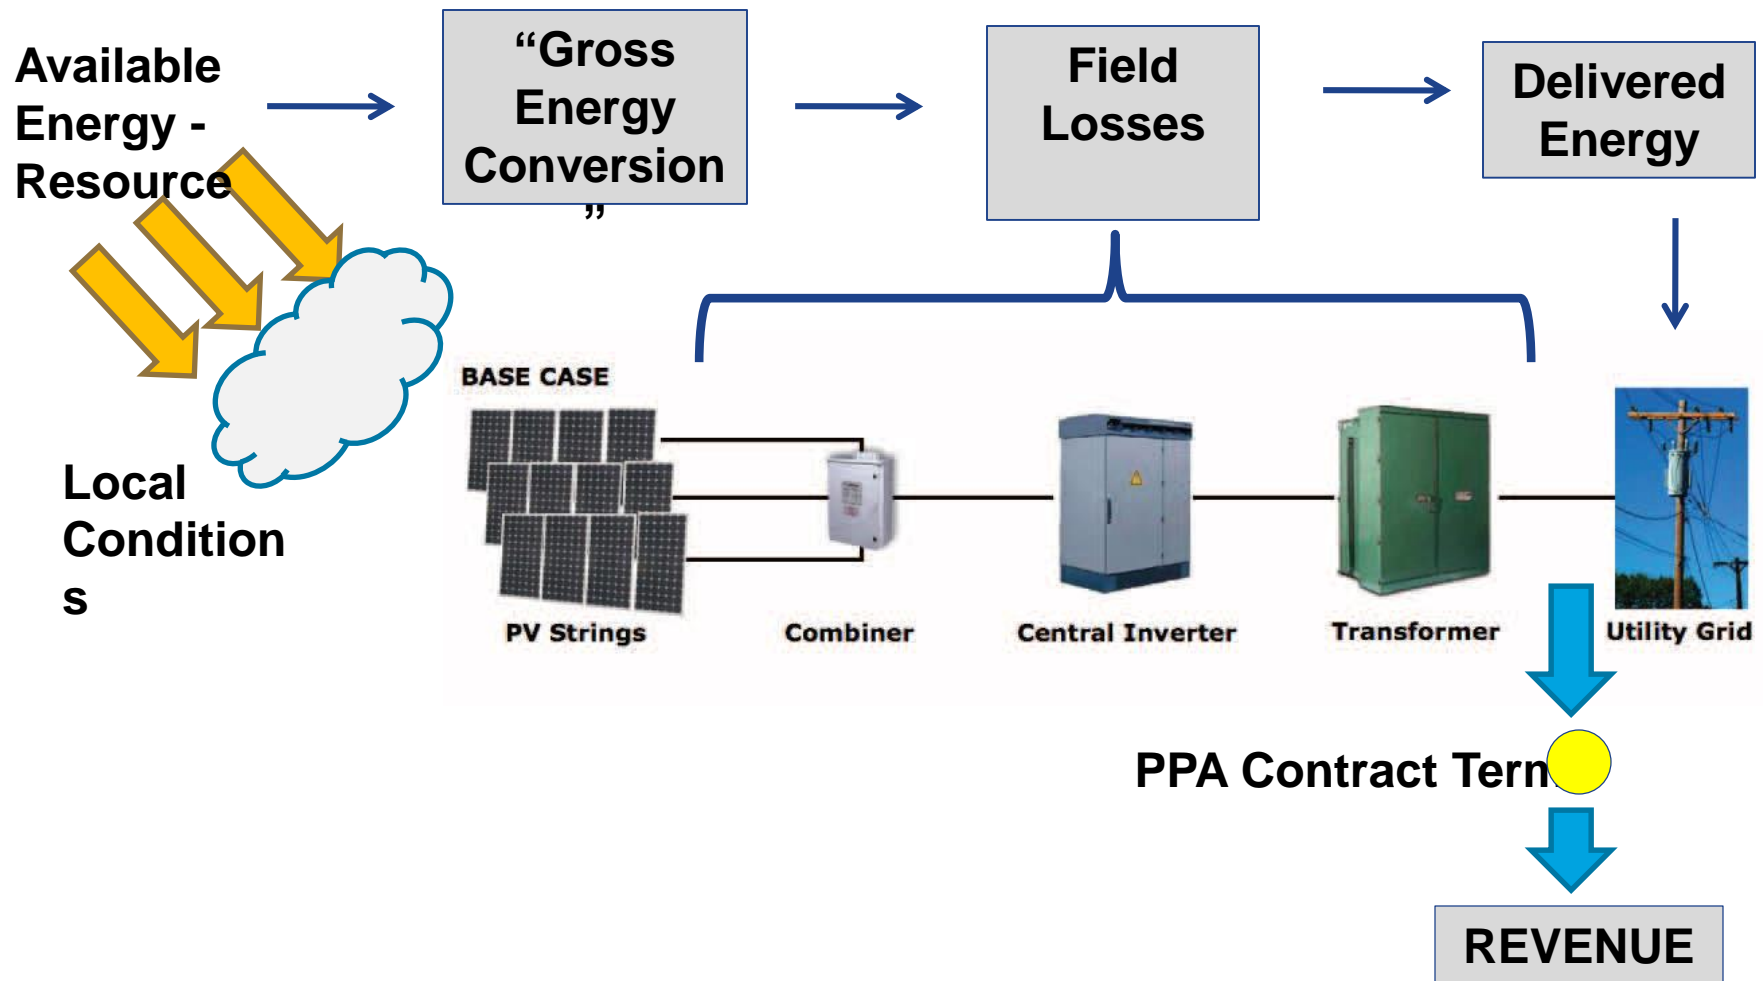 Available
Energy -
Resource
“Gross
Energy
Conversion
”
Field
Losses
Delivered
Energy
Local
Condition
s
BASE CASE
PV Strings
Combiner
Central Inverter
Transformer
Utility Grid
PPA Contract
REVENUE